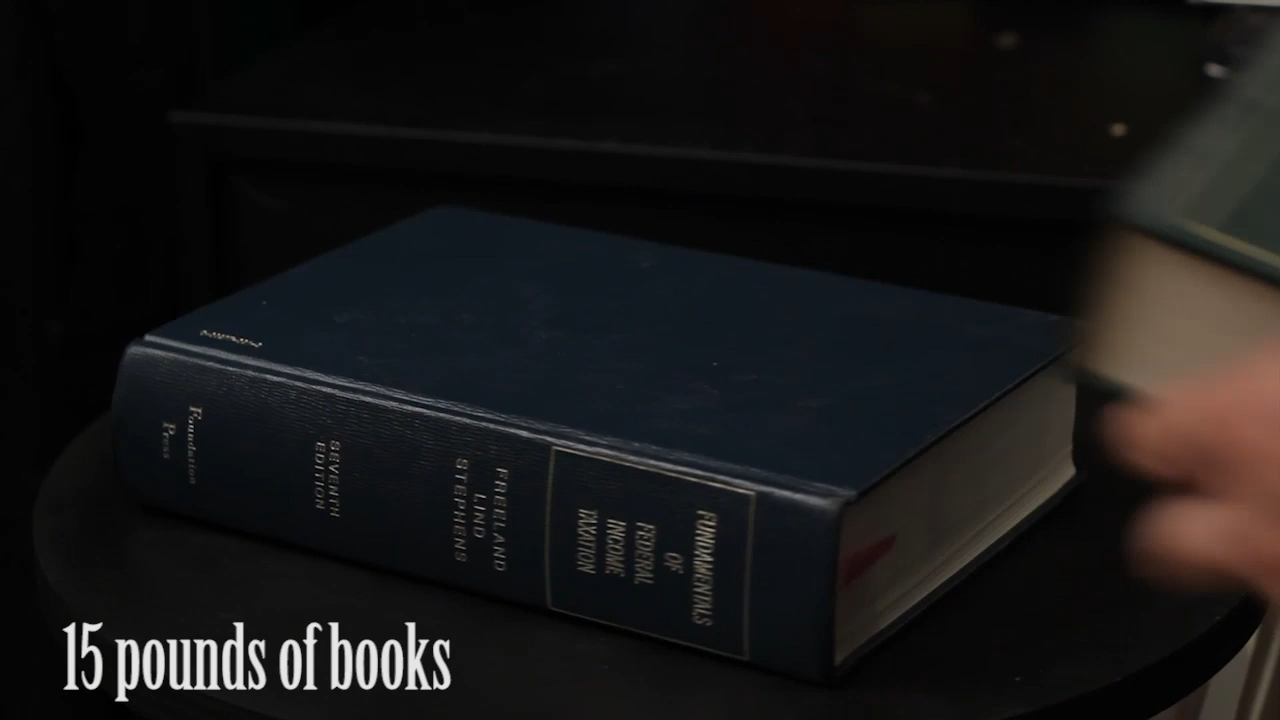 FUNDAMENTALS
OF
FEDERAL
INCOME
TAXATION
FREELAND
LIND
STEPHENS
SEVENTH
EDITION
Foundation
Press
15 pounds of books